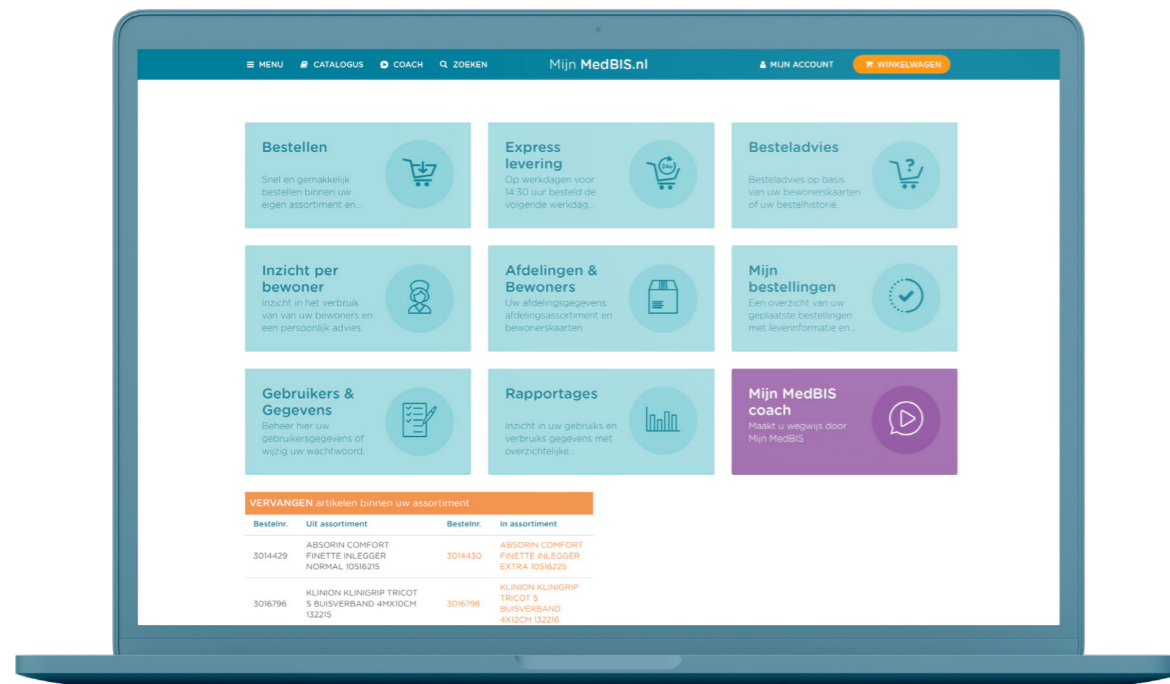 MENU CATALOGUS COACH ZOEKEN Mijn MedBIS.nl MIJN ACCOUNT WINKELWAGEN
Bestellen
Snel en gemakkelijk
bestellen binnen uw
eigen assortiment en...
Express
levering
Op werkdagen voor
14:30 uur besteld de
volgende werkdag...
24u
Besteladvies
Besteladvies op basis
van uw bewonerskaarten
of uw bestelhistorie.
?
Inzicht per
bewoner
Inzicht in het verbruik
van van uw bewoners en
een persoonlijk advies.
Afdelingen &
Bewoners
Uw afdelingsgegevens:
afdelingsassortiment en
bewonerskaarten.
Mijn
bestellingen
Een overzicht van uw
geplaatste bestellingen
met leverinformatie en...
Gebruikers &
Gegevens
Beheer hier uw
gebruikersgegevens of
wijzig uw wachtwoord.
Rapportages
Inzicht in uw gebruiks en
verbruiks gegevens met
overzichtelijke...
Mijn MedBIS
coach
Maakt u wegwijs door
Mijn MedBIS
VERVANGEN artikelen binnen uw assortiment
Bestelnr. Uit assortiment Bestelnr. In assortiment
3014429
ABSORIN COMFORT
FINETTE INLEGGER
NORMAL 10516215
3014430
ABSORIN COMFORT
FINETTE INLEGGER
EXTRA 10516225
3016796
KLINION KLINIGRIP TRICOT
S BUISVERBAND 4MX10CM
132215
3016798
KLINION KLINIGRIP
TRICOT S
BUISVERBAND
4X12CM 132216